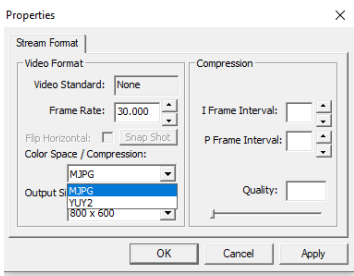 Properties
Stream Format
Video Format
Video Standard: None
Frame Rate: 30.000
Flip Horizontal: Snap Shot
Color Space / Compression:
MJPG
MJPG
YUY2
Output Si
800 x 600
Compression
I Frame Interval:
P Frame Interval:
Quality:
OK Cancel Apply